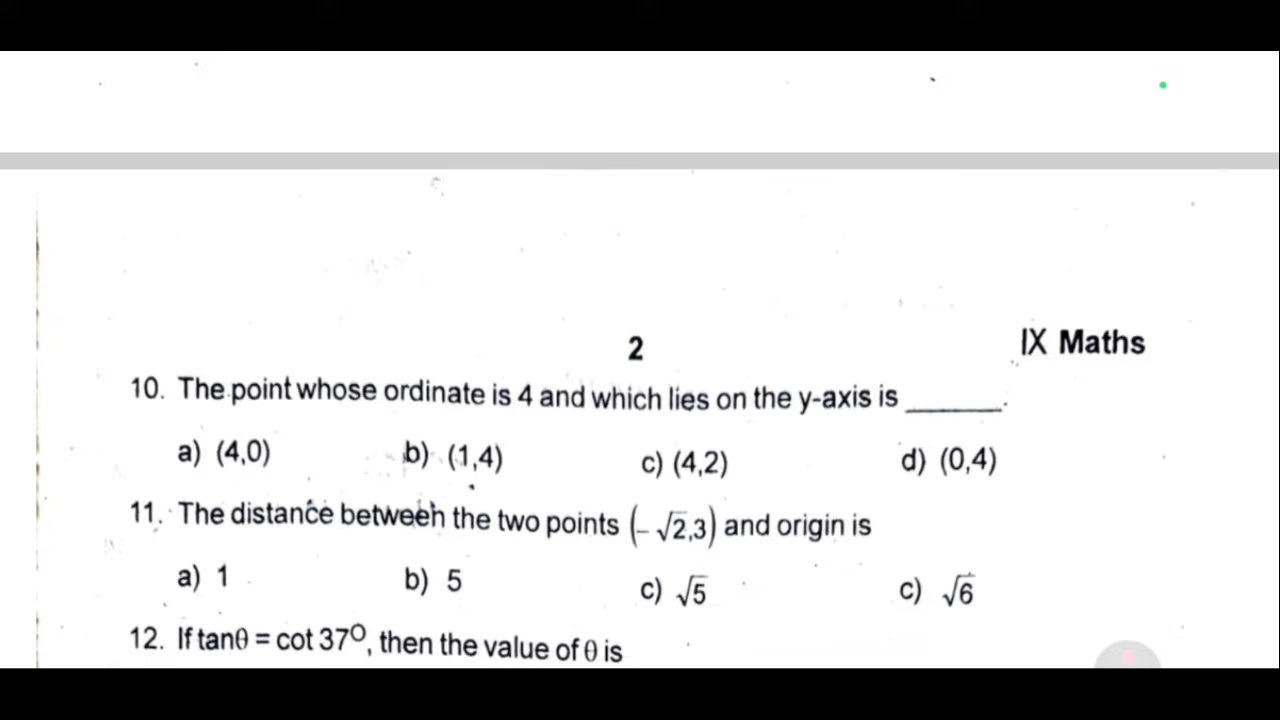 2
IX Maths
10. The point whose ordinate is 4 and which lies on the y-axis is ______.
a) (4,0) b) (1,4) c) (4,2) d) (0,4)
11. The distance between the two points (-√2,3) and origin is
a) 1 b) 5 c) √5 c) √6
12. If tanθ = cot 37°, then the value of θ is